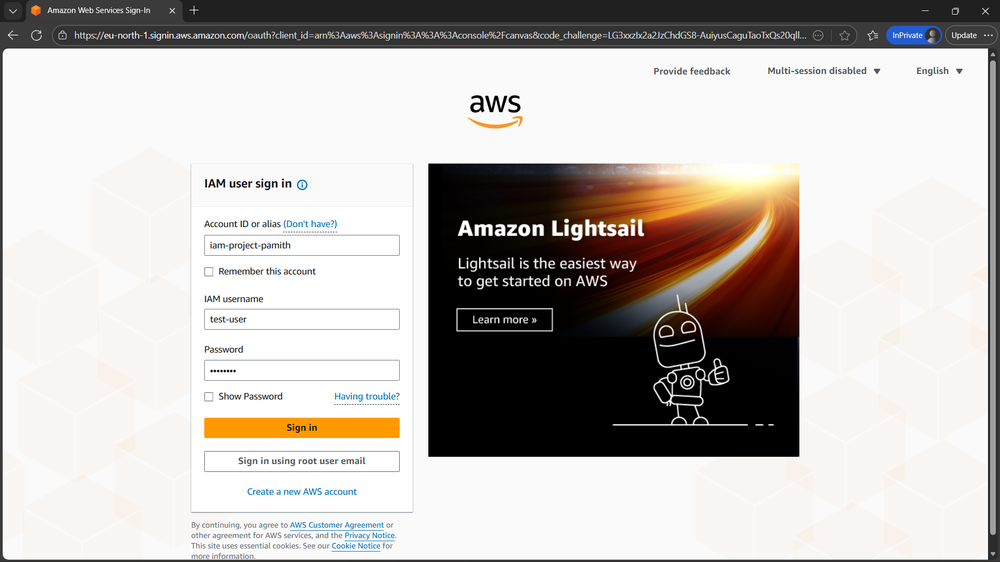 Amazon Web Services Sign-In
https://eu-north-1.signin.aws.amazon.com/oauth?client_id=arn%3Aaws%3Asignin%3A%3A%3Aconsole%2Fcanvas&code_challenge=LG3xxzIx2a2JzChdGS8-AuiyusCaguTaoTxQs20qII...
InPrivate
Update
Provide feedback
Multi-session disabled
English
aws
IAM user sign in
Account ID or alias (Don't have?)
iam-project-pamith
Remember this account
IAM username
test-user
Password
••••••••
Show Password
Having trouble?
Sign in
Sign in using root user email
Create a new AWS account
By continuing, you agree to AWS Customer Agreement or
other agreement for AWS services, and the Privacy Notice.
This site uses essential cookies. See our Cookie Notice for
more information.
Amazon Lightsail
Lightsail is the easiest way
to get started on AWS
Learn more »